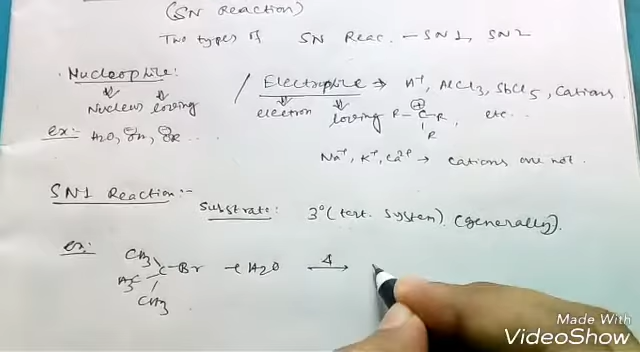 (SN Reaction)
Two types of SN Reac. - SN1, SN2
Nucleophile: / Electrophile → H⁺, AlCl3, SbCl5, Cations
Nucleus loving electron loving R-C⊕-R, etc..
R
ex:- H2O, ⊖OH, ⊖OR ...
Na⁺, K⁺, Ca²⁺ → cations are not.
SN1 Reaction:-
Substrate: 3° (tert. system) (generally).
ex:
CH3
H3C C-Br + H2O Δ →
CH3
Made With
VideoShow